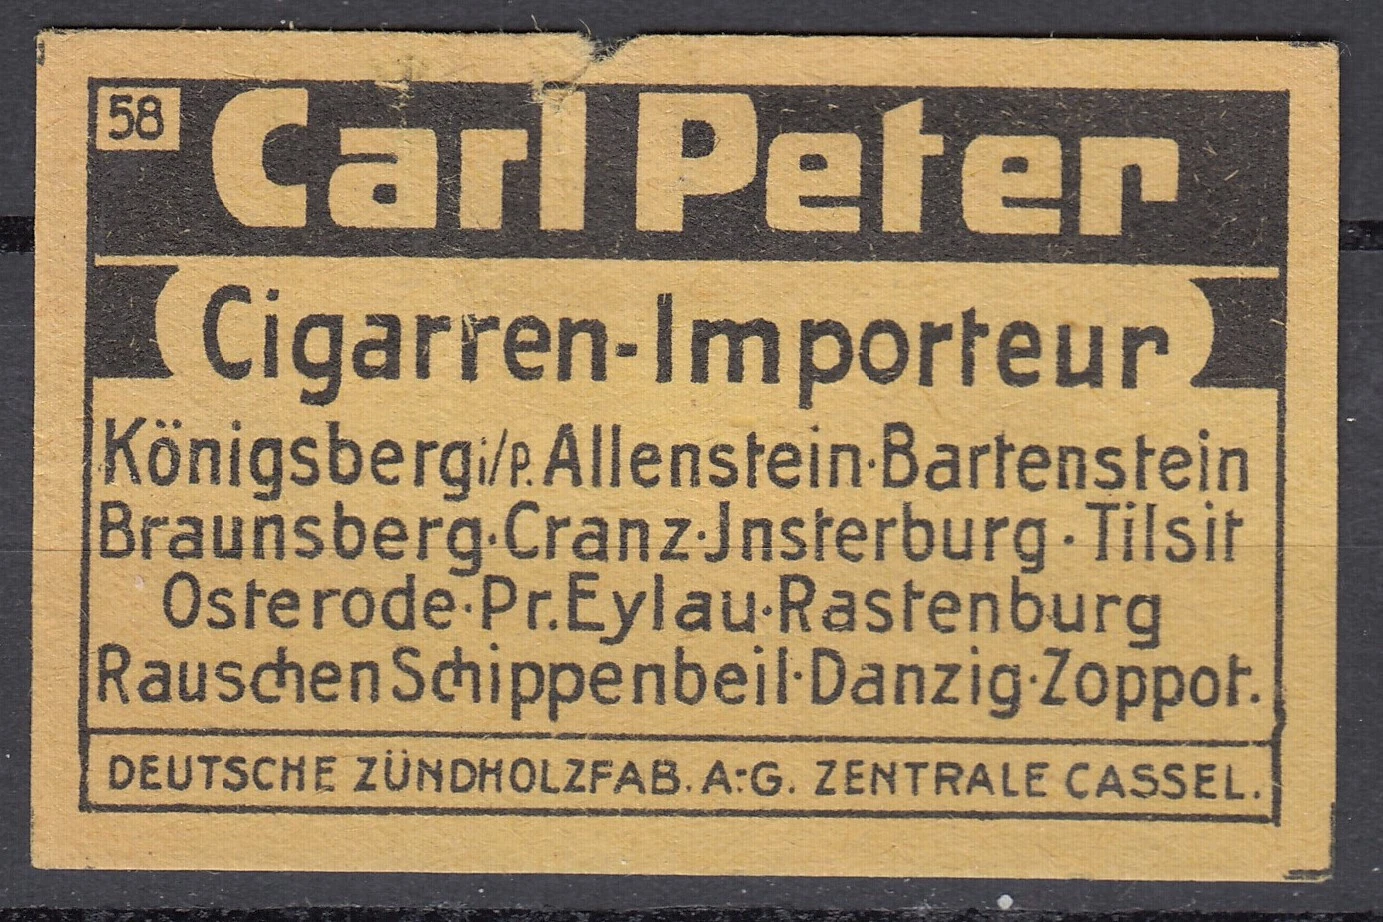 58
Carl Peter
Cigarren-Importeur
Königsberg i/P. Allenstein·Bartenstein
Braunsberg·Cranz·Jnsterburg·Tilsit
Osterode·Pr.Eylau·Rastenburg
Rauschen Schippenbeil·Danzig·Zoppot.
DEUTSCHE ZÜNDHOLZFAB. A.-G. ZENTRALE CASSEL.